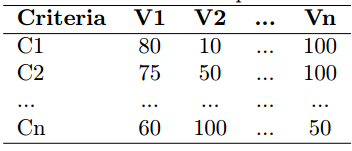 Criteria V1 V2 ... Vn
C1 80 10 ... 100
C2 75 50 ... 100
... ... ... ... ...
Cn 60 100 ... 50